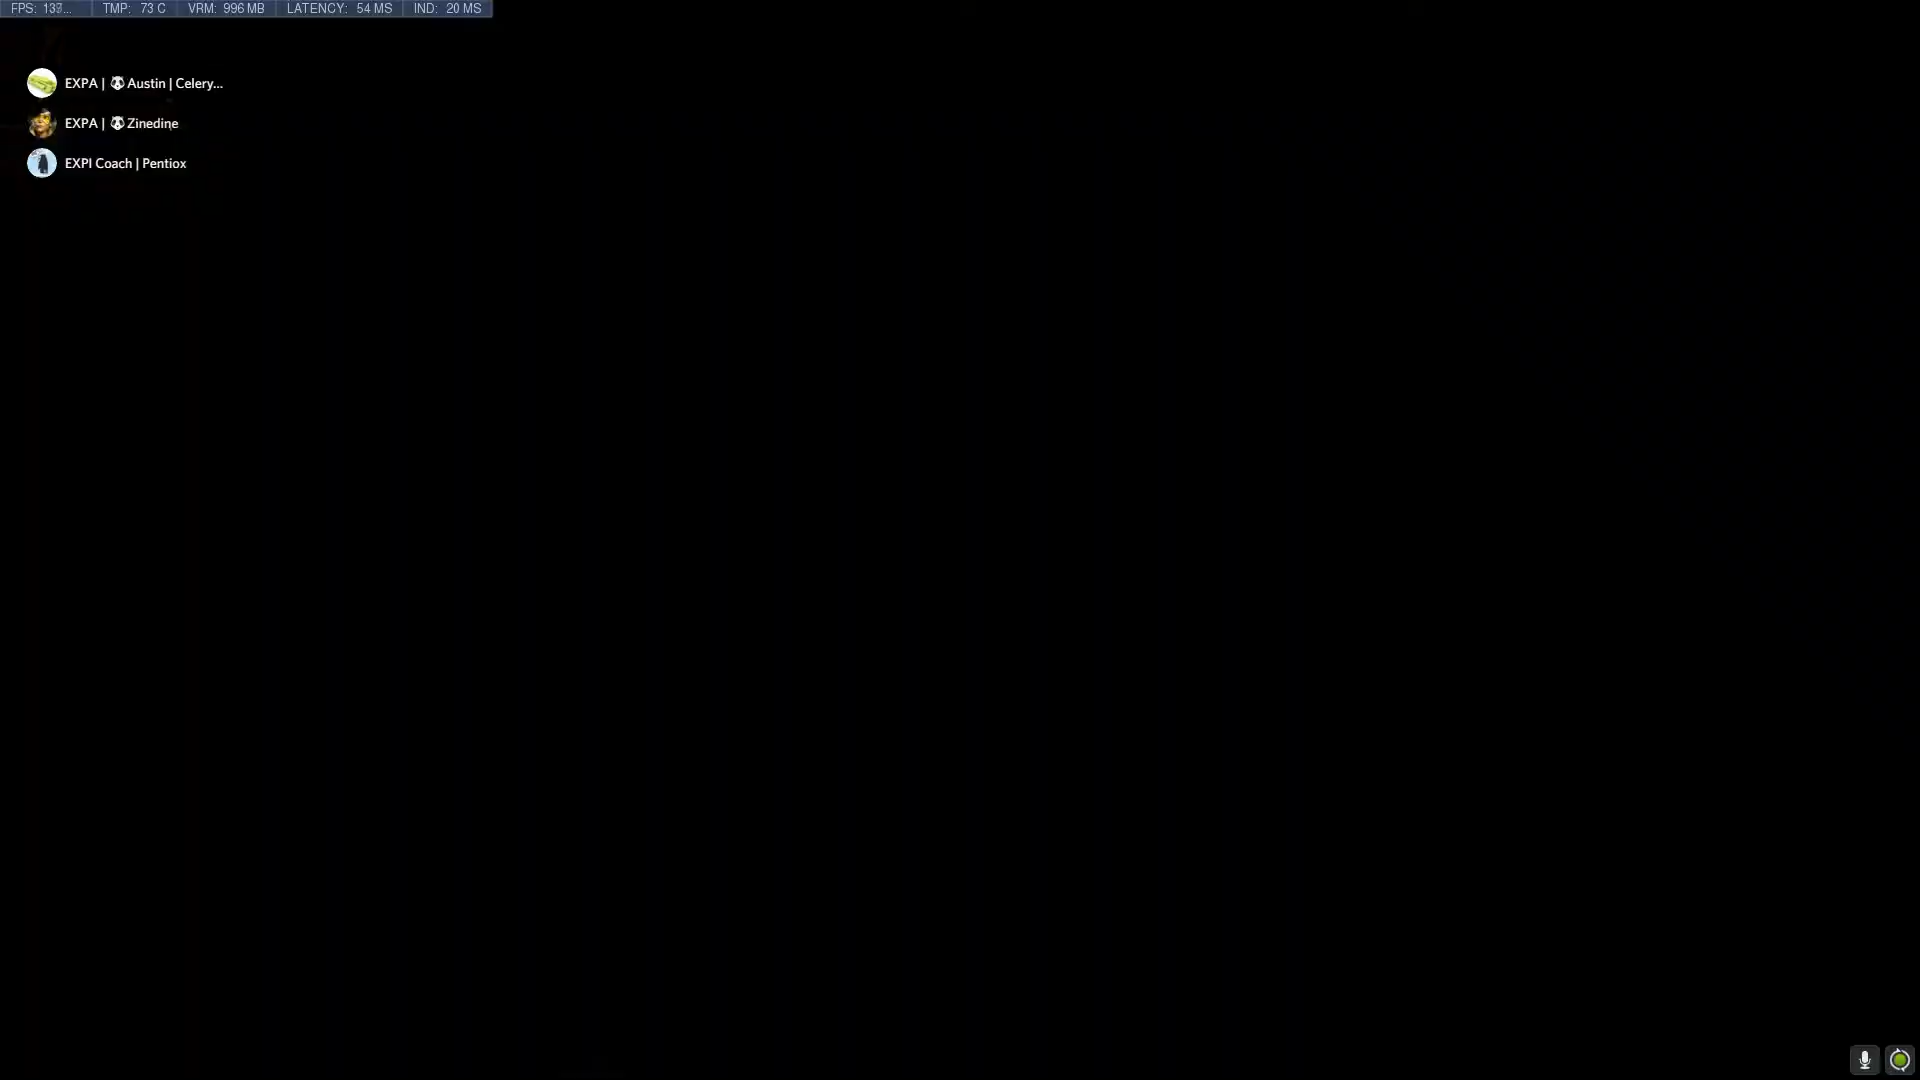 FPS: TMP: 73 C VRM: 996 MB LATENCY: 54 MS IND: 20 MS
EXPA | 🐼Austin | Celery...
EXPA | 🐼Zinedine
EXPI Coach | Pentiox